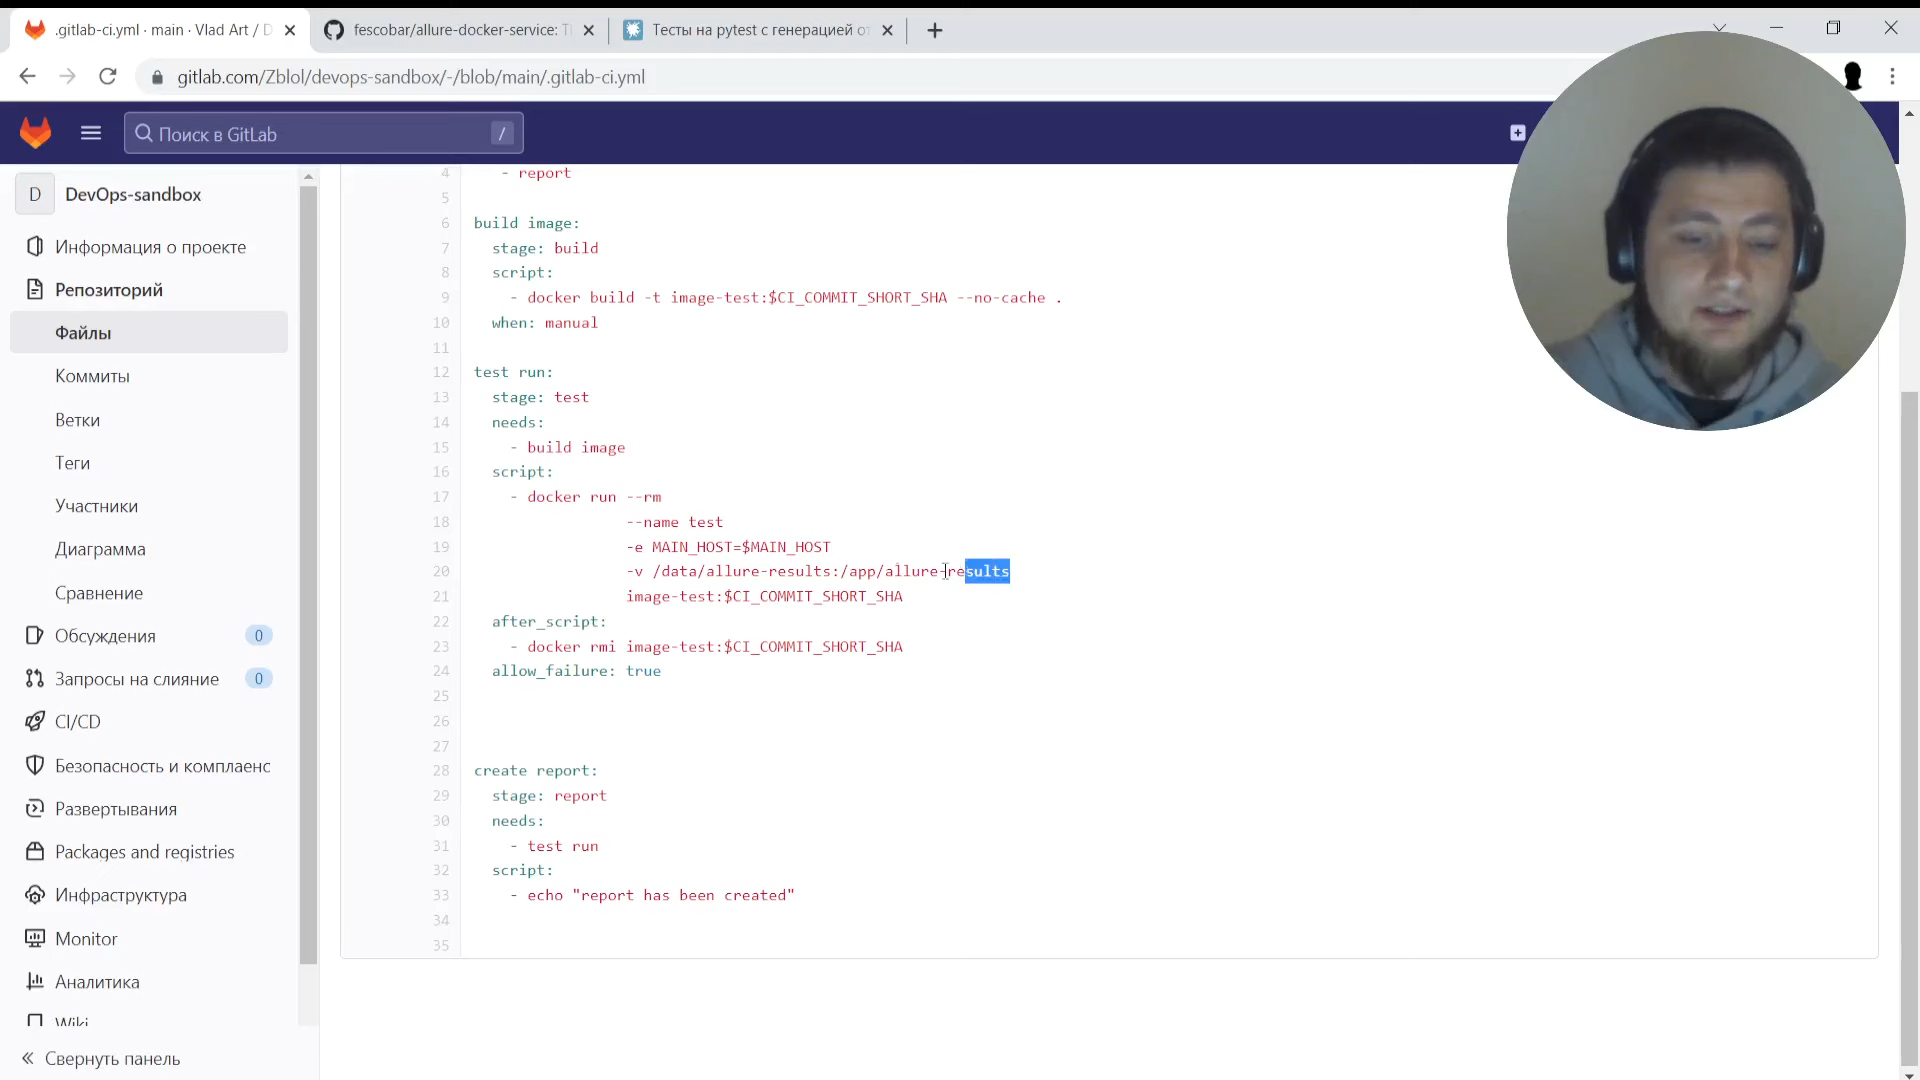 .gitlab-ci.yml · main · Vlad Art / D
fescobar/allure-docker-service: T
Тесты на pytest с генерацией от
gitlab.com/Zblol/devops-sandbox/-/blob/main/.gitlab-ci.yml
Поиск в GitLab
/
D
DevOps-sandbox
Информация о проекте
Репозиторий
Файлы
Коммиты
Ветки
Теги
Участники
Диаграмма
Сравнение
Обсуждения 0
Запросы на слияние 0
CI/CD
Безопасность и комплаенс
Развертывания
Packages and registries
Инфраструктура
Monitor
Аналитика
Wiki
Свернуть панель
4 - report
5
6 build image:
7 stage: build
8 script:
9 - docker build -t image-test:$CI_COMMIT_SHORT_SHA --no-cache .
10 when: manual
11
12 test run:
13 stage: test
14 needs:
15 - build image
16 script:
17 - docker run --rm
18 --name test
19 -e MAIN_HOST=$MAIN_HOST
20 -v /data/allure-results:/app/allure-results
21 image-test:$CI_COMMIT_SHORT_SHA
22 after_script:
23 - docker rmi image-test:$CI_COMMIT_SHORT_SHA
24 allow_failure: true
25
26
27
28 create report:
29 stage: report
30 needs:
31 - test run
32 script:
33 - echo "report has been created"
34
35